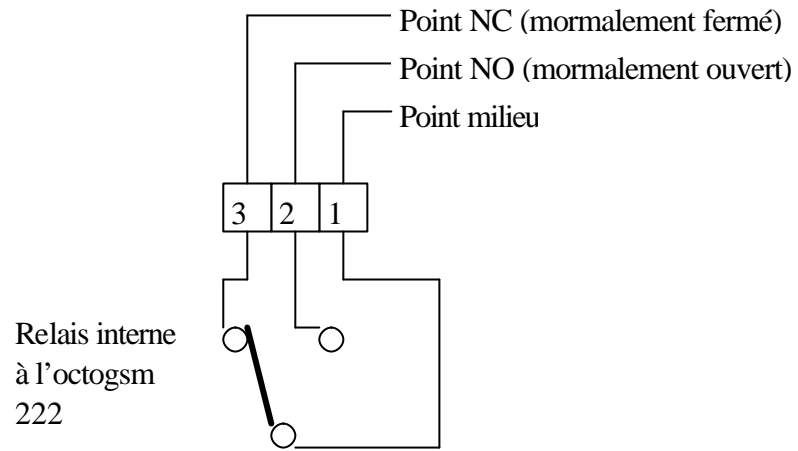 Point NC (mormalement fermé)
Point NO (mormalement ouvert)
Point milieu
3 2 1
Relais interne
à l’octogsm
222